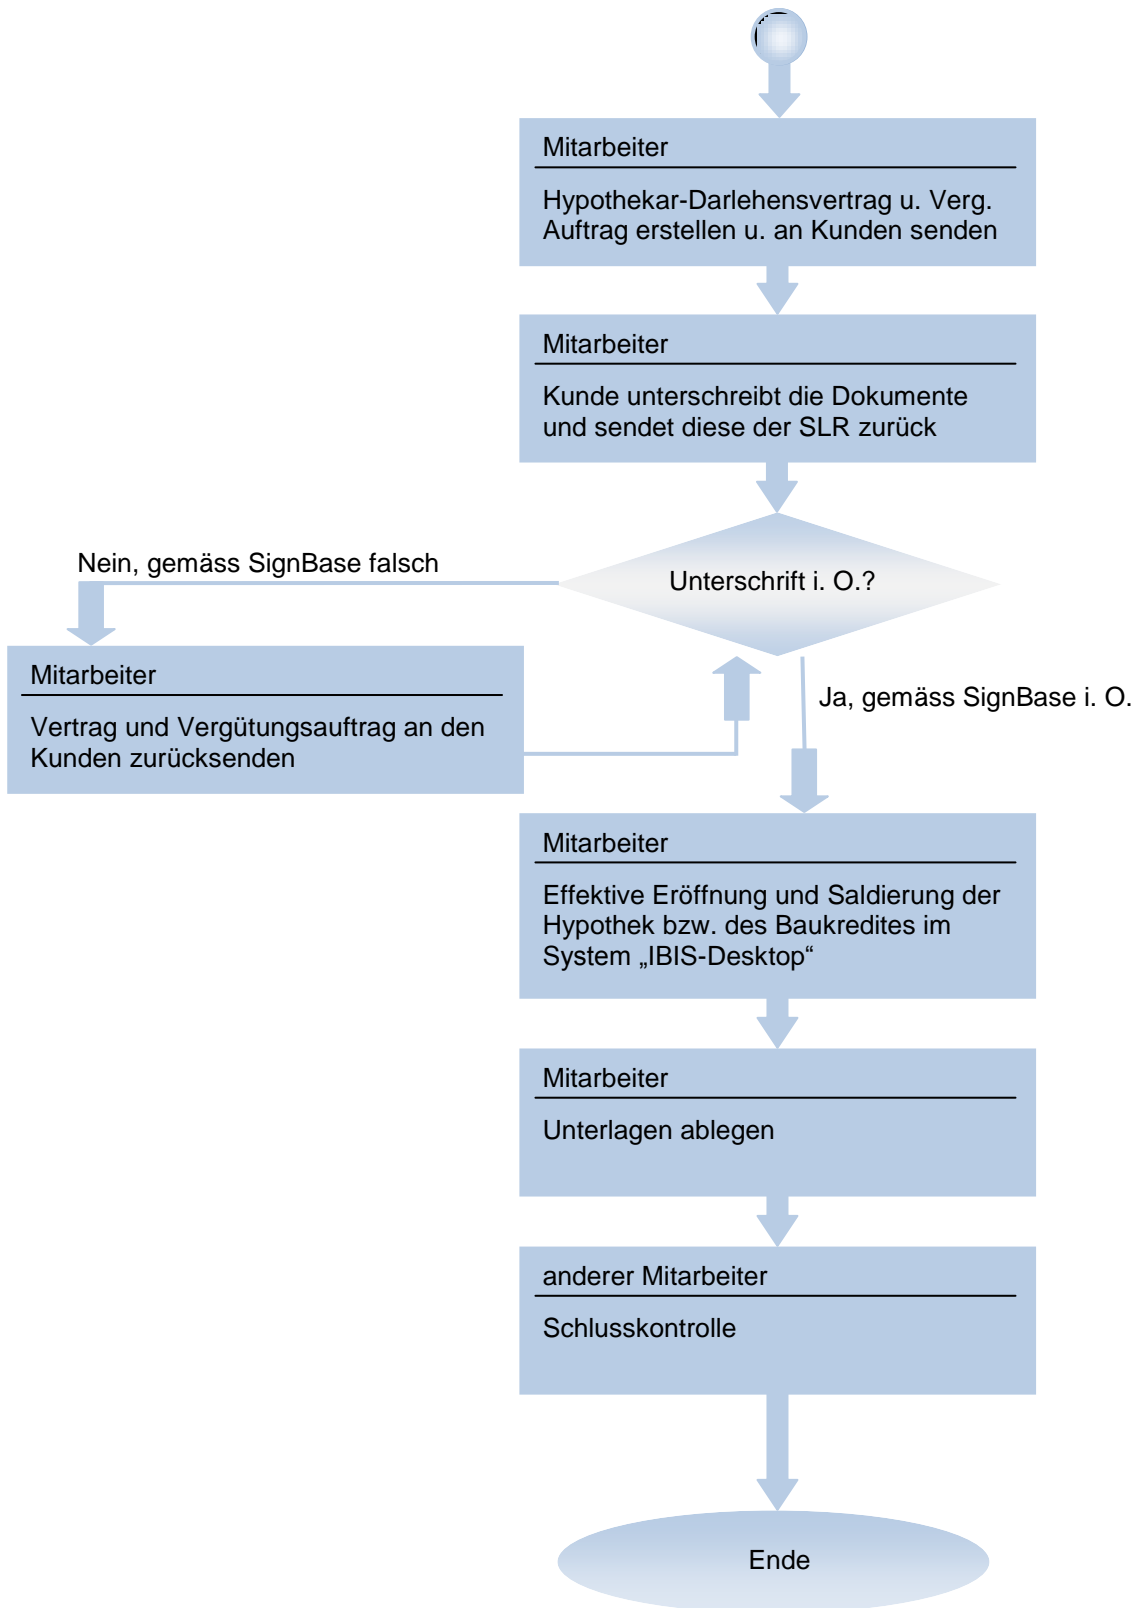 Mitarbeiter
Hypothekar-Darlehensvertrag u. Verg.
Auftrag erstellen u. an Kunden senden
Mitarbeiter
Kunde unterschreibt die Dokumente
und sendet diese der SLR zurück
Unterschrift i. O.?
Nein, gemäss SignBase falsch
Mitarbeiter
Vertrag und Vergütungsauftrag an den
Kunden zurücksenden
Ja, gemäss SignBase i. O.
Mitarbeiter
Effektive Eröffnung und Saldierung der
Hypothek bzw. des Baukredites im
System „IBIS-Desktop“
Mitarbeiter
Unterlagen ablegen
anderer Mitarbeiter
Schlusskontrolle
Ende